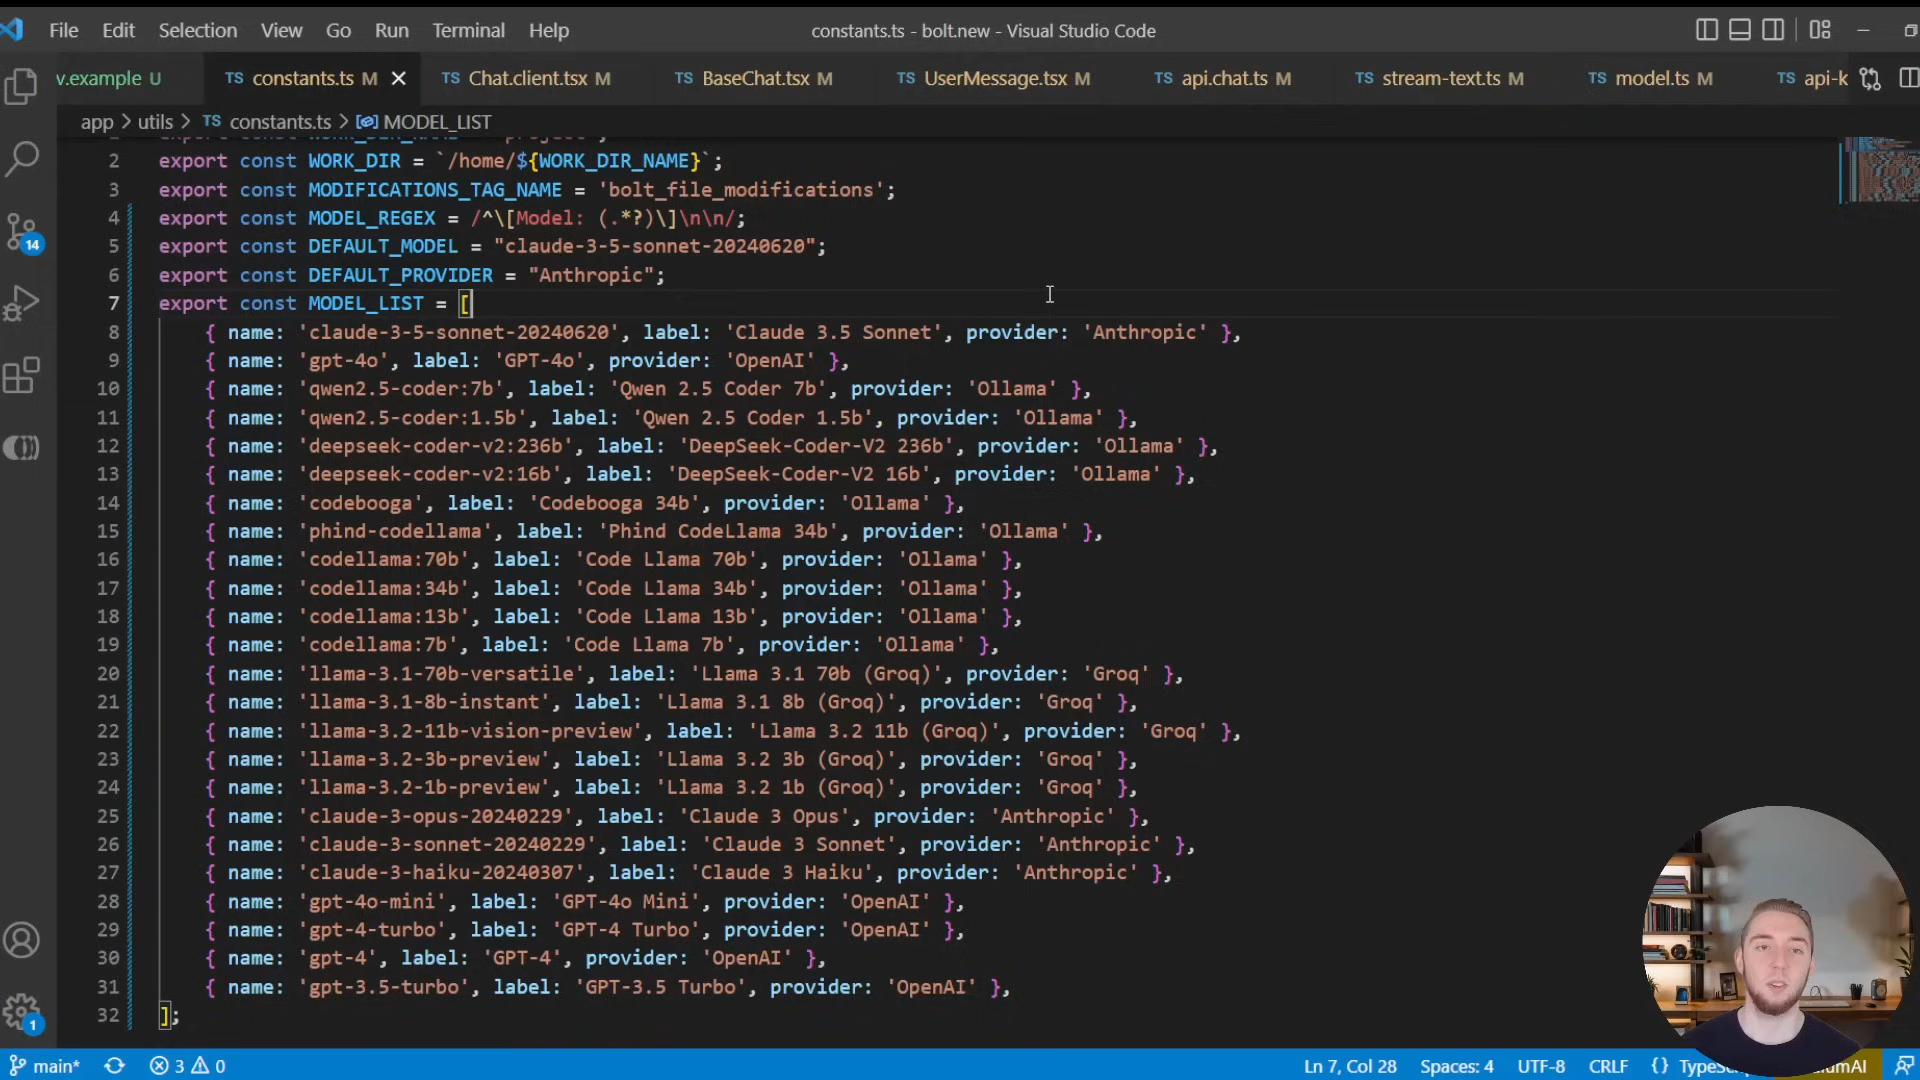 File Edit Selection View Go Run Terminal Help
constants.ts - bolt.new - Visual Studio Code
v.example U
TS constants.ts M
TS Chat.client.tsx M
TS BaseChat.tsx M
TS UserMessage.tsx M
TS api.chat.ts M
TS stream-text.ts M
TS model.ts M
TS api-k
app > utils > TS constants.ts > MODEL_LIST
2 export const WORK_DIR = `/home/${WORK_DIR_NAME}`;
3 export const MODIFICATIONS_TAG_NAME = 'bolt_file_modifications';
4 export const MODEL_REGEX = /^\[Model: (.*?)\]\n\n/;
5 export const DEFAULT_MODEL = "claude-3-5-sonnet-20240620";
6 export const DEFAULT_PROVIDER = "Anthropic";
7 export const MODEL_LIST = [
8 { name: 'claude-3-5-sonnet-20240620', label: 'Claude 3.5 Sonnet', provider: 'Anthropic' },
9 { name: 'gpt-4o', label: 'GPT-4o', provider: 'OpenAI' },
10 { name: 'qwen2.5-coder:7b', label: 'Qwen 2.5 Coder 7b', provider: 'Ollama' },
11 { name: 'qwen2.5-coder:1.5b', label: 'Qwen 2.5 Coder 1.5b', provider: 'Ollama' },
12 { name: 'deepseek-coder-v2:236b', label: 'DeepSeek-Coder-V2 236b', provider: 'Ollama' },
13 { name: 'deepseek-coder-v2:16b', label: 'DeepSeek-Coder-V2 16b', provider: 'Ollama' },
14 { name: 'codebooga', label: 'Codebooga 34b', provider: 'Ollama' },
15 { name: 'phind-codellama', label: 'Phind CodeLlama 34b', provider: 'Ollama' },
16 { name: 'codellama:70b', label: 'Code Llama 70b', provider: 'Ollama' },
17 { name: 'codellama:34b', label: 'Code Llama 34b', provider: 'Ollama' },
18 { name: 'codellama:13b', label: 'Code Llama 13b', provider: 'Ollama' },
19 { name: 'codellama:7b', label: 'Code Llama 7b', provider: 'Ollama' },
20 { name: 'llama-3.1-70b-versatile', label: 'Llama 3.1 70b (Groq)', provider: 'Groq' },
21 { name: 'llama-3.1-8b-instant', label: 'Llama 3.1 8b (Groq)', provider: 'Groq' },
22 { name: 'llama-3.2-11b-vision-preview', label: 'Llama 3.2 11b (Groq)', provider: 'Groq' },
23 { name: 'llama-3.2-3b-preview', label: 'Llama 3.2 3b (Groq)', provider: 'Groq' },
24 { name: 'llama-3.2-1b-preview', label: 'Llama 3.2 1b (Groq)', provider: 'Groq' },
25 { name: 'claude-3-opus-20240229', label: 'Claude 3 Opus', provider: 'Anthropic' },
26 { name: 'claude-3-sonnet-20240229', label: 'Claude 3 Sonnet', provider: 'Anthropic' },
27 { name: 'claude-3-haiku-20240307', label: 'Claude 3 Haiku', provider: 'Anthropic' },
28 { name: 'gpt-4o-mini', label: 'GPT-4o Mini', provider: 'OpenAI' },
29 { name: 'gpt-4-turbo', label: 'GPT-4 Turbo', provider: 'OpenAI' },
30 { name: 'gpt-4', label: 'GPT-4', provider: 'OpenAI' },
31 { name: 'gpt-3.5-turbo', label: 'GPT-3.5 Turbo', provider: 'OpenAI' },
32 ];
14
1
main* 3 0
Ln 7, Col 28 Spaces: 4 UTF-8 CRLF {} TypeScr